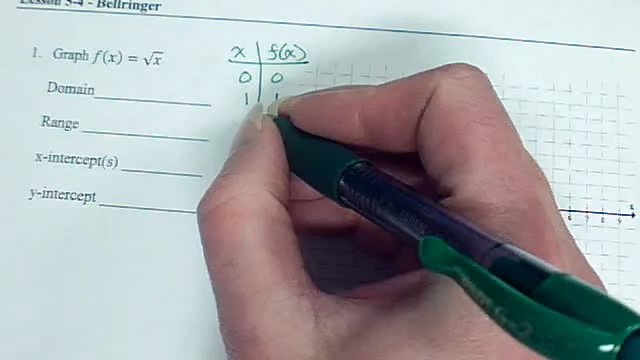 Lesson 5-4 - Bellringer
1. Graph f(x) = √x
x f(x)
0 0
1 1
Domain
Range
x-intercept(s)
y-intercept
6 7 8 9 x